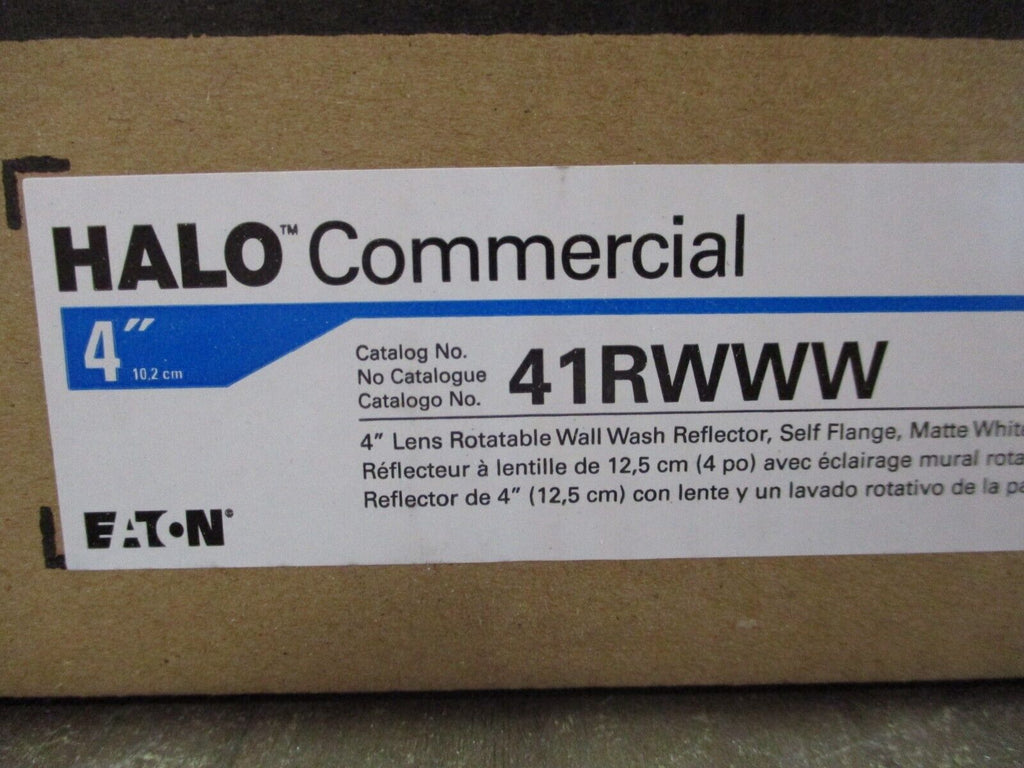 HALO™ Commercial
4"
10,2 cm
Catalog No.
No Catalogue
Catalogo No.
41RWWW
4” Lens Rotatable Wall Wash Reflector, Self Flange, Matte White
Réflecteur à lentille de 12,5 cm (4 po) avec éclairage mural rota
Reflector de 4” (12,5 cm) con lente y un lavado rotativo de la pa
EATON®